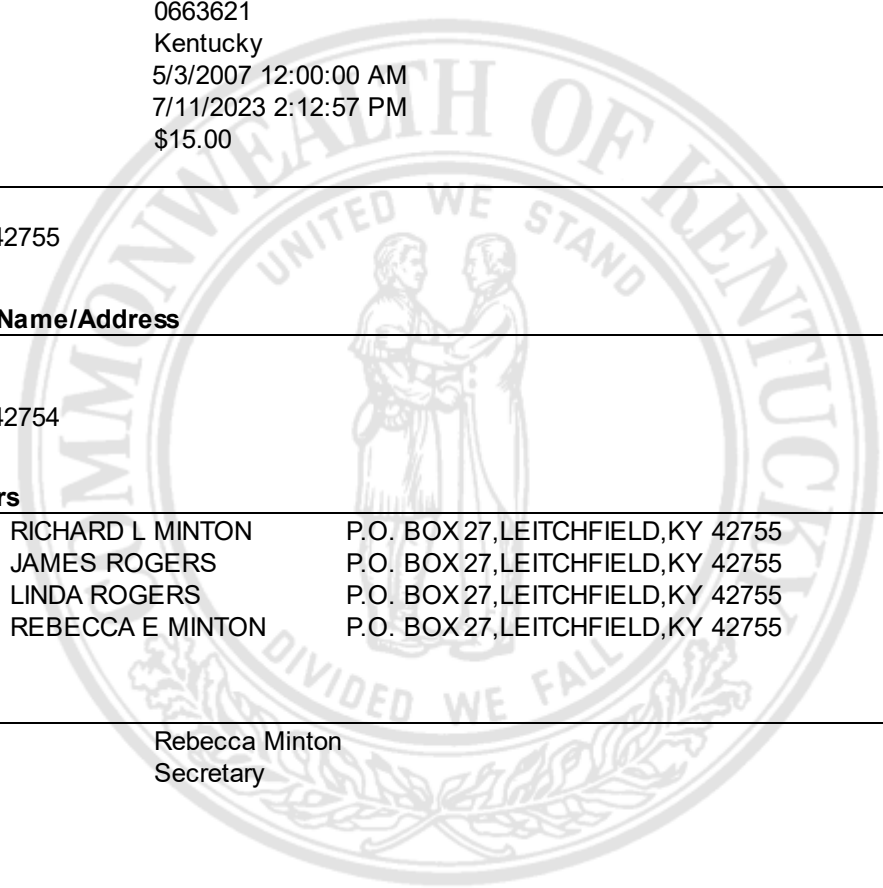 0663621
Kentucky
5/3/2007 12:00:00 AM
7/11/2023 2:12:57 PM
$15.00
42755
Name/Address
42754
rs
RICHARD L MINTON P.O. BOX 27,LEITCHFIELD,KY 42755
JAMES ROGERS P.O. BOX 27,LEITCHFIELD,KY 42755
LINDA ROGERS P.O. BOX 27,LEITCHFIELD,KY 42755
REBECCA E MINTON P.O. BOX 27,LEITCHFIELD,KY 42755
Rebecca Minton
Secretary
COMMONWEALTH OF KENTUCKY
UNITED WE STAND
DIVIDED WE FALL